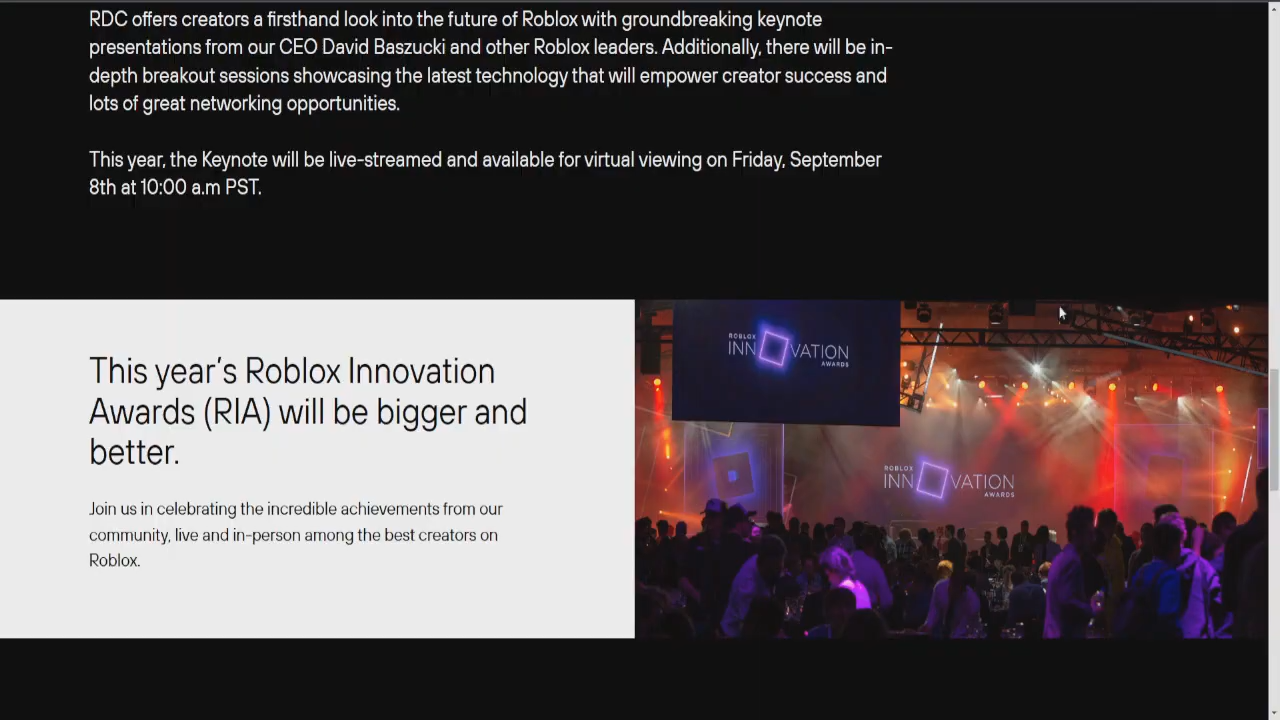 RDC offers creators a firsthand look into the future of Roblox with groundbreaking keynote
presentations from our CEO David Baszucki and other Roblox leaders. Additionally, there will be in-
depth breakout sessions showcasing the latest technology that will empower creator success and
lots of great networking opportunities.
This year, the Keynote will be live-streamed and available for virtual viewing on Friday, September
8th at 10:00 a.m PST.
This year's Roblox Innovation
Awards (RIA) will be bigger and
better.
Join us in celebrating the incredible achievements from our
community, live and in-person among the best creators on
Roblox.
ROBLOX
INNOVATION
AWARDS
ROBLOX
INNOVATION
AWARDS